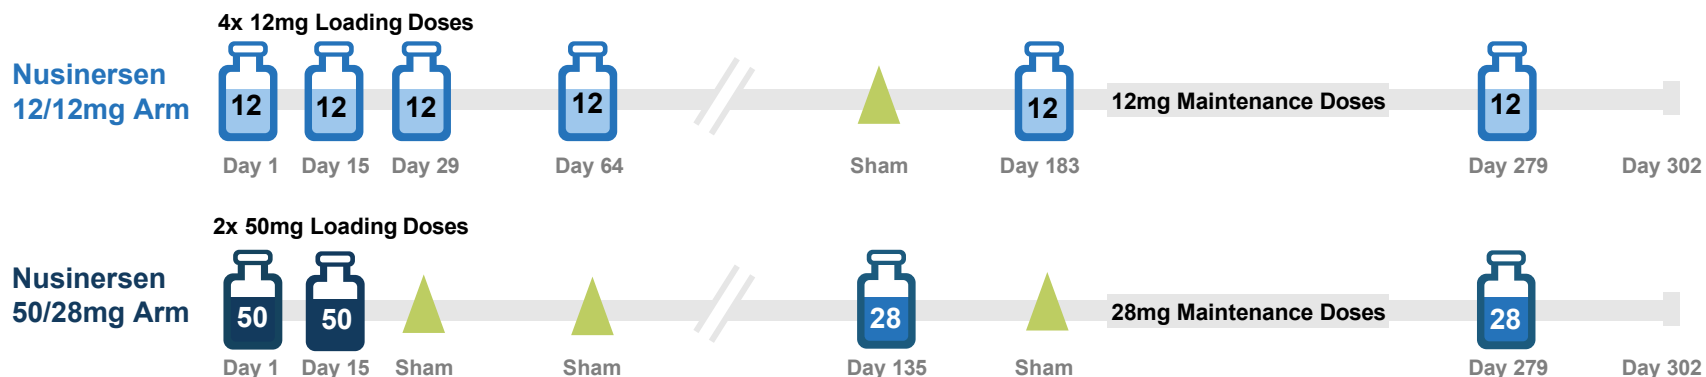 4x 12mg Loading Doses
Nusinersen
12/12mg Arm
12 12 12 12 12 12mg Maintenance Doses 12
Day 1 Day 15 Day 29 Day 64 Sham Day 183 Day 279 Day 302
2x 50mg Loading Doses
Nusinersen
50/28mg Arm
50 50 28 28mg Maintenance Doses 28
Day 1 Day 15 Sham Sham Day 135 Sham Day 279 Day 302